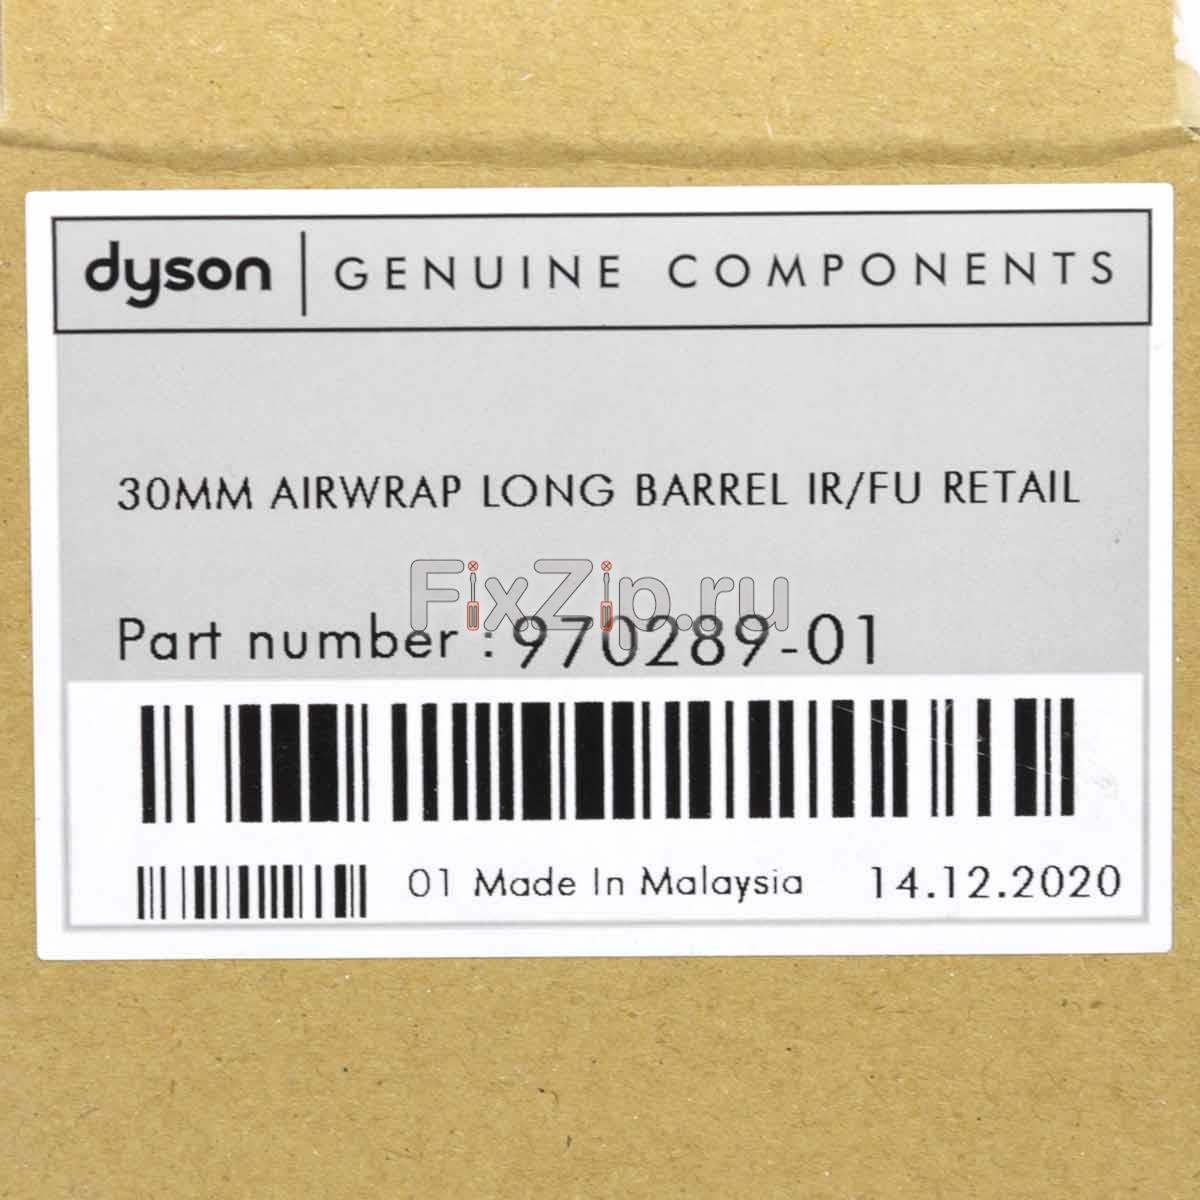 dyson GENUINE COMPONENTS
30MM AIRWRAP LONG BARREL IR/FU RETAIL
FixZip.ru
Part number : 970289-01
01 Made In Malaysia 14.12.2020